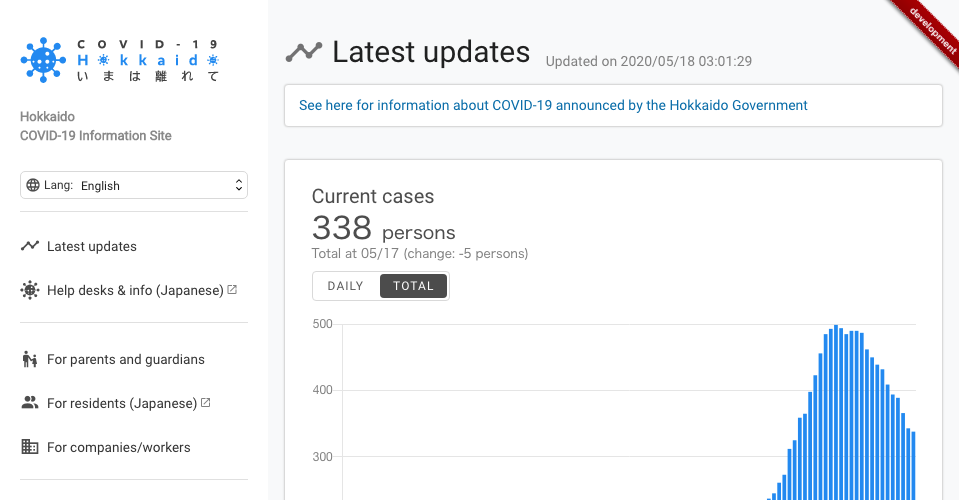 COVID-19
Hokkaido
いまは離れて
Hokkaido
COVID-19 Information Site
Lang: English
Latest updates
Help desks & info (Japanese)
For parents and guardians
For residents (Japanese)
For companies/workers
development
Latest updates Updated on 2020/05/18 03:01:29
See here for information about COVID-19 announced by the Hokkaido Government
Current cases
338 persons
Total at 05/17 (change: -5 persons)
DAILY TOTAL
500
400
300